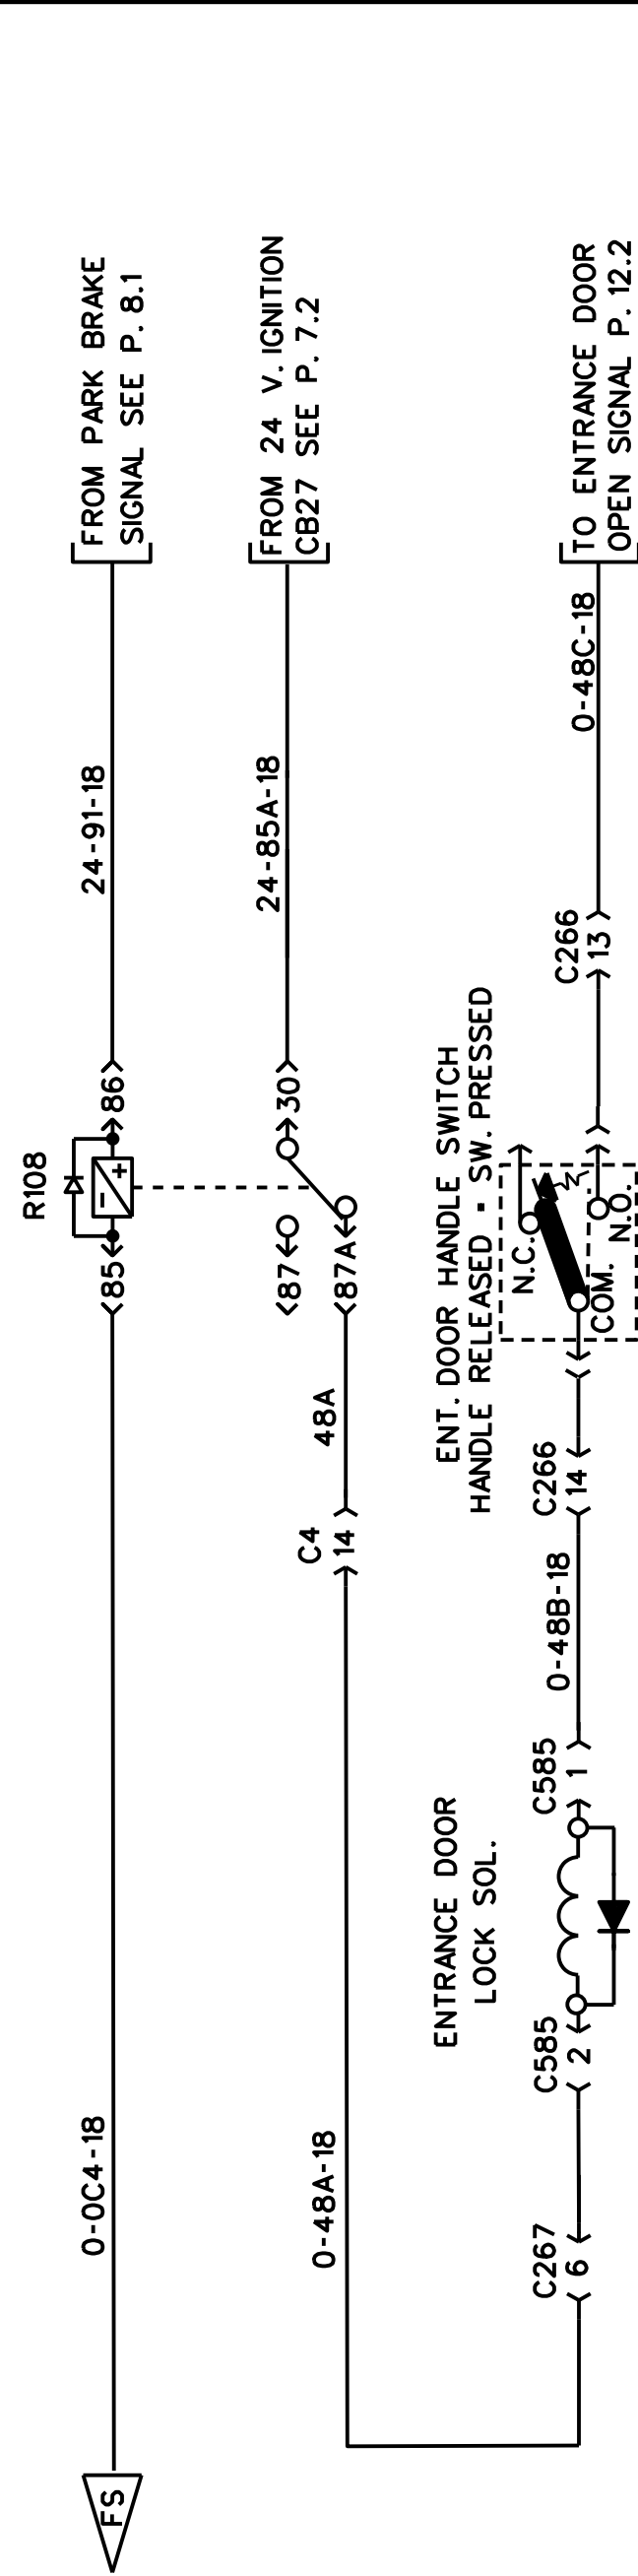 FROM PARK BRAKE
SIGNAL SEE P. 8.1
24-91-18
R108
86
85
+
-
0-0C4-18
FS
FROM 24 V. IGNITION
CB27 SEE P. 7.2
24-85A-18
30
87
87A
48A
C4
14
0-48A-18
ENT. DOOR HANDLE SWITCH
HANDLE RELEASED = SW. PRESSED
TO ENTRANCE DOOR
OPEN SIGNAL P. 12.2
0-48C-18
C266
13
N.C.
N.O.
COM.
C266
14
0-48B-18
C585
1
ENTRANCE DOOR
LOCK SOL.
C585
2
C267
6